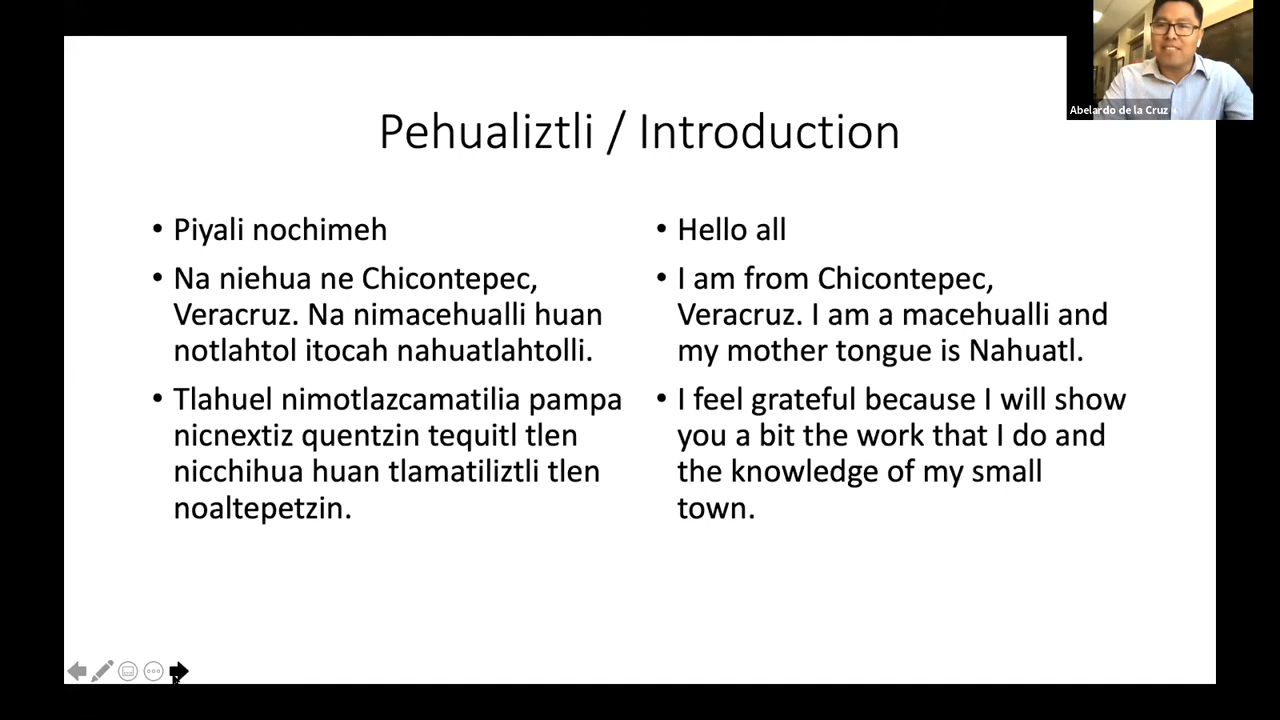 Abelardo de la Cruz
Pehualiztli / Introduction
• Piyali nochimeh
• Na niehua ne Chicontepec,
Veracruz. Na nimacehualli huan
notlahtol itocah nahuatlahtolli.
• Tlahuel nimotlazcamatilia pampa
nicnextiz quentzin tequitl tlen
nicchihua huan tlamatiliztli tlen
noaltepetzin.
• Hello all
• I am from Chicontepec,
Veracruz. I am a macehualli and
my mother tongue is Nahuatl.
• I feel grateful because I will show
you a bit the work that I do and
the knowledge of my small
town.